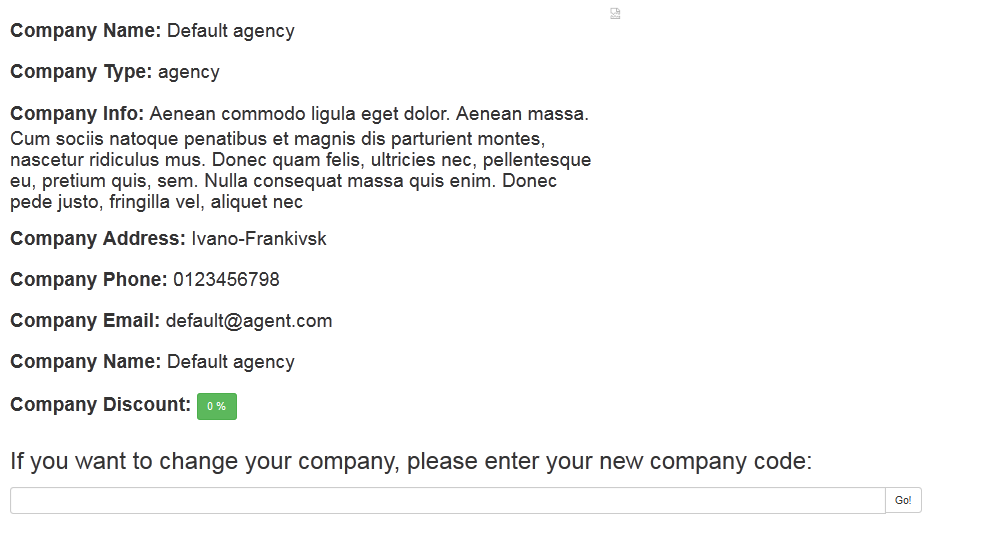 Company Name: Default agency
Company Type: agency
Company Info: Aenean commodo ligula eget dolor. Aenean massa.
Cum sociis natoque penatibus et magnis dis parturient montes,
nascetur ridiculus mus. Donec quam felis, ultricies nec, pellentesque
eu, pretium quis, sem. Nulla consequat massa quis enim. Donec
pede justo, fringilla vel, aliquet nec
Company Address: Ivano-Frankivsk
Company Phone: 0123456798
Company Email: default@agent.com
Company Name: Default agency
Company Discount: 0 %
If you want to change your company, please enter your new company code:
Go!